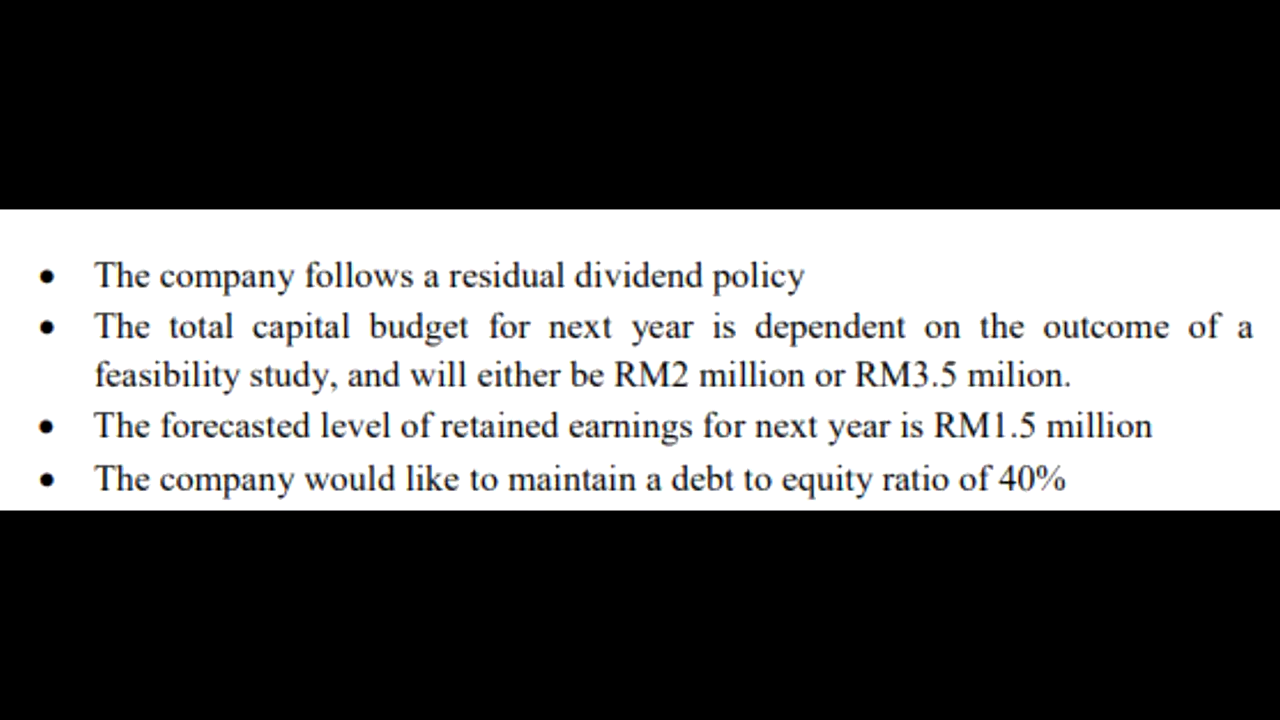 • The company follows a residual dividend policy
• The total capital budget for next year is dependent on the outcome of a
feasibility study, and will either be RM2 million or RM3.5 milion.
• The forecasted level of retained earnings for next year is RM1.5 million
• The company would like to maintain a debt to equity ratio of 40%